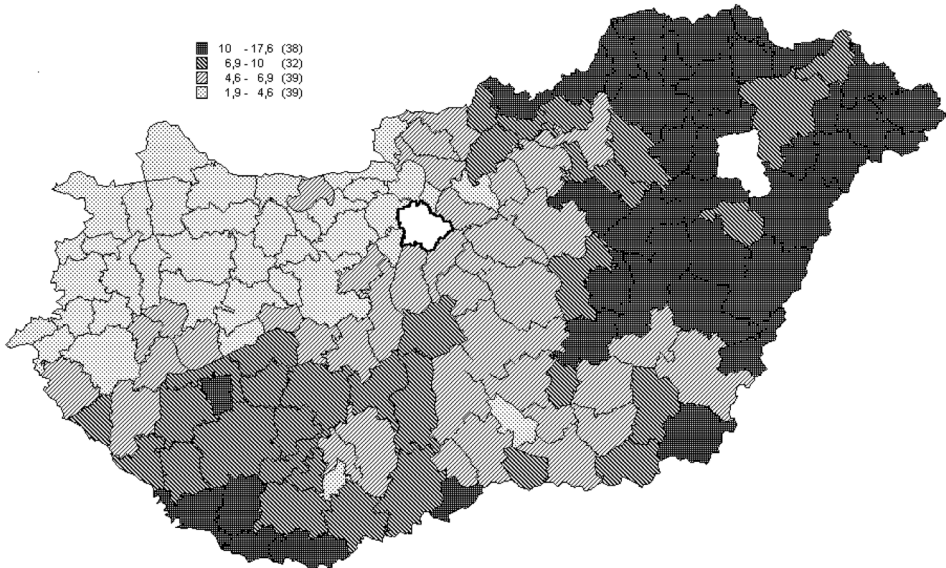 10 - 17,6 (38)
6,9 - 10 (32)
4,6 - 6,9 (39)
1,9 - 4,6 (39)